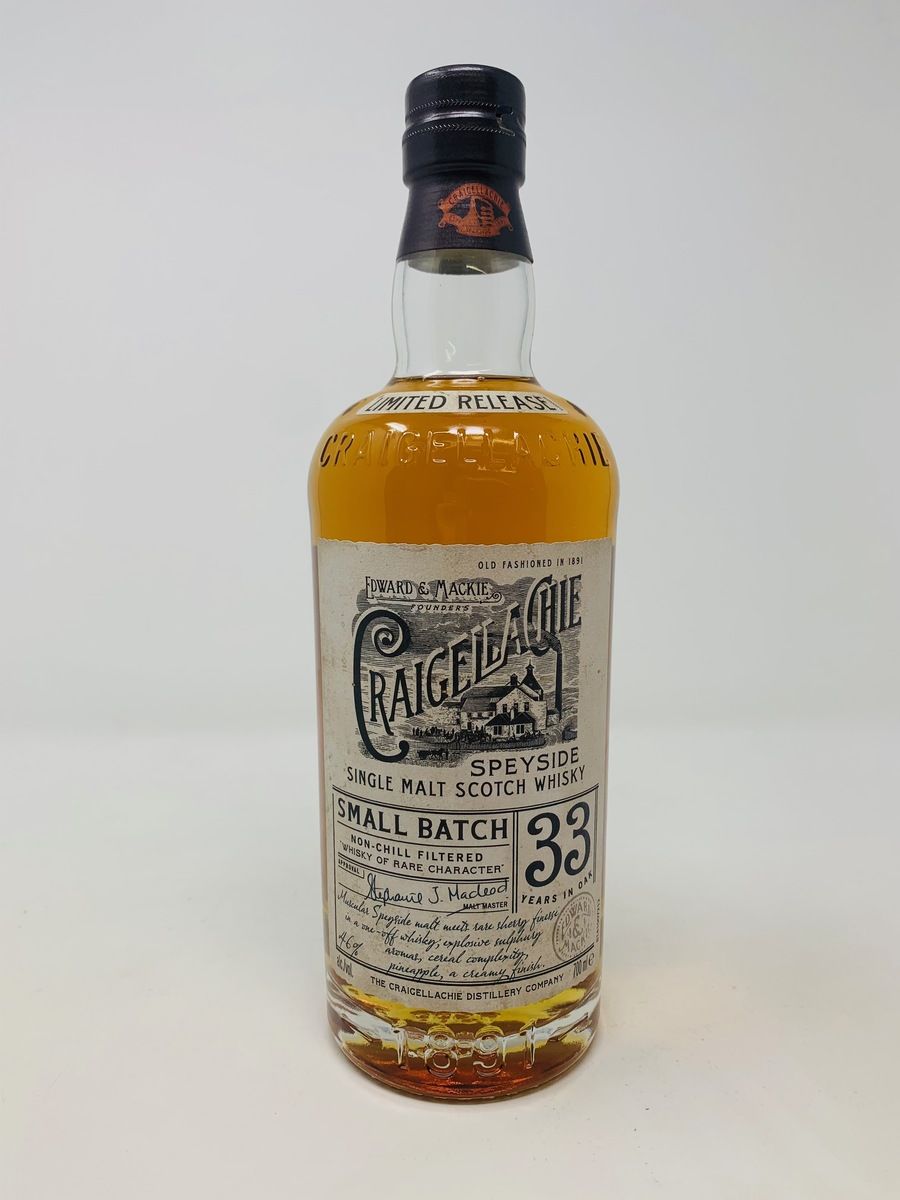 CRAIGELLACHIE
LIMITED RELEASE
CRAIGELLACHIE
OLD FASHIONED IN 1891
EDWARD & MACKIE
FOUNDERS
CRAIGELLACHIE
SPEYSIDE
SINGLE MALT SCOTCH WHISKY
SMALL BATCH
NON-CHILL FILTERED
"WHISKY OF RARE CHARACTER"
APPROVAL
Stephanie J. Macleod
MALT MASTER
33
YEARS IN OAK
Muscular Speyside malt meets rare sherry finesse
in a one-off whisky; explosive sulphury
aromas, cereal complexity,
pineapple, a creamy finish.
46%
alc./vol.
EDWARD
&
MACKIE
700 ml e
THE CRAIGELLACHIE DISTILLERY COMPANY
1891